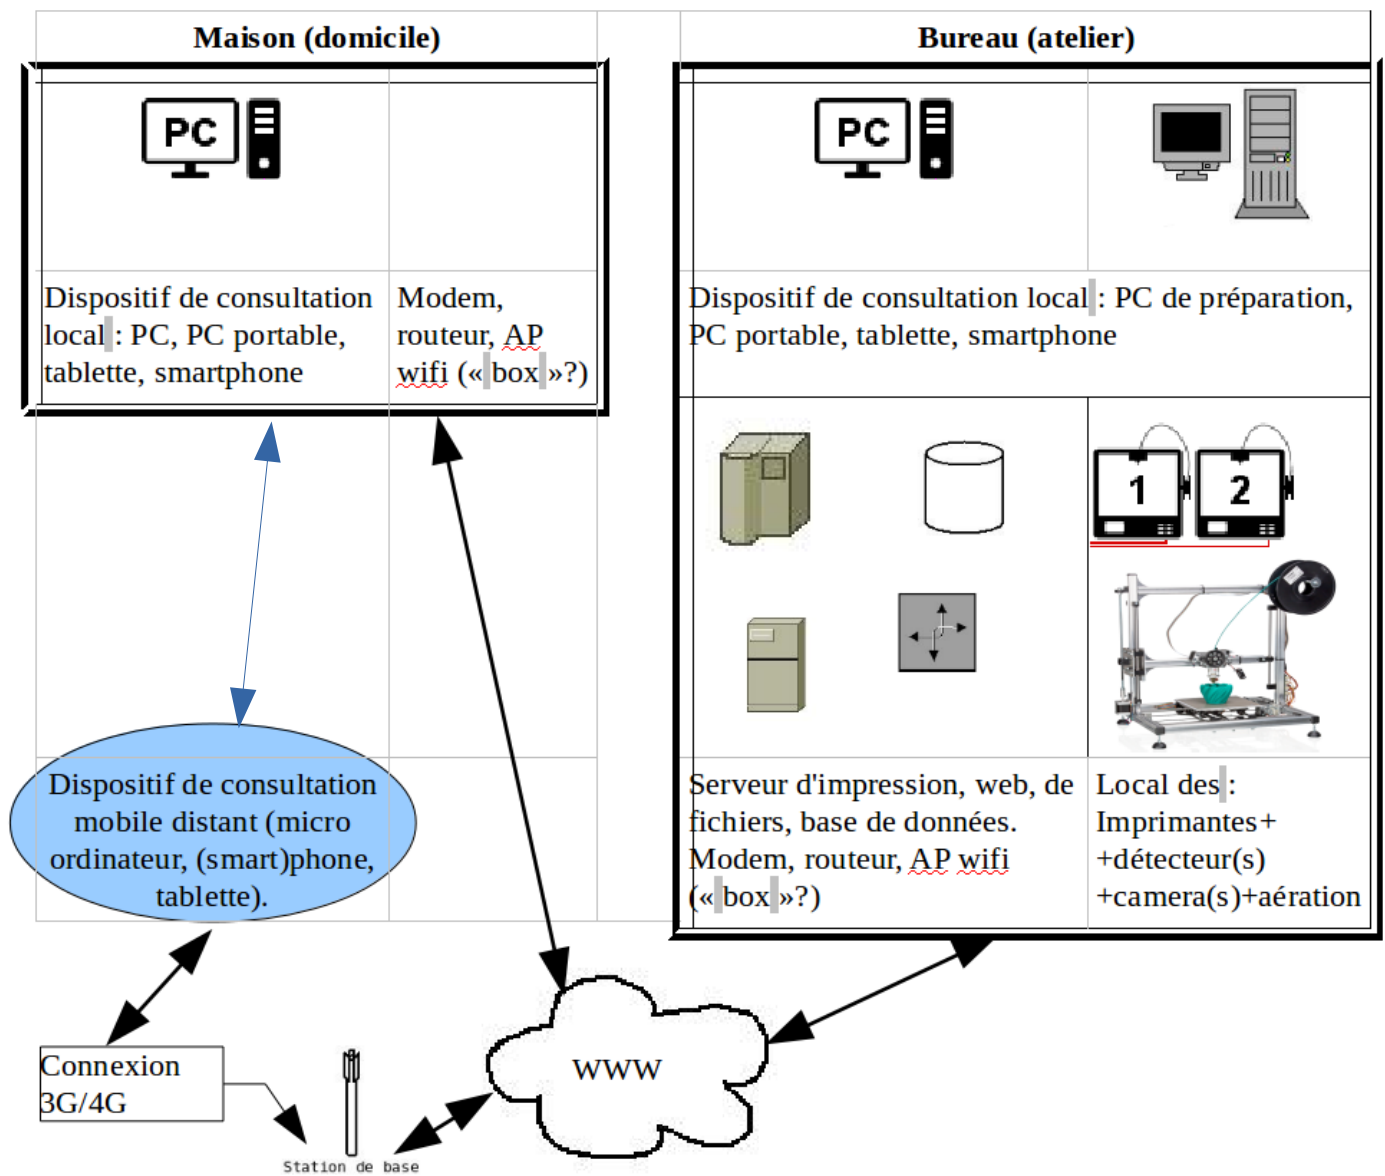 Maison (domicile)
Bureau (atelier)
PC
PC
Dispositif de consultation
local : PC, PC portable,
tablette, smartphone
Modem,
routeur, AP
wifi (« box »?)
Dispositif de consultation local : PC de préparation,
PC portable, tablette, smartphone
1
2
Dispositif de consultation
mobile distant (micro
ordinateur, (smart)phone,
tablette).
Serveur d'impression, web, de
fichiers, base de données.
Modem, routeur, AP wifi
(« box »?)
Local des :
Imprimantes+
+détecteur(s)
+camera(s)+aération
Connexion
3G/4G
Station de base
WWW